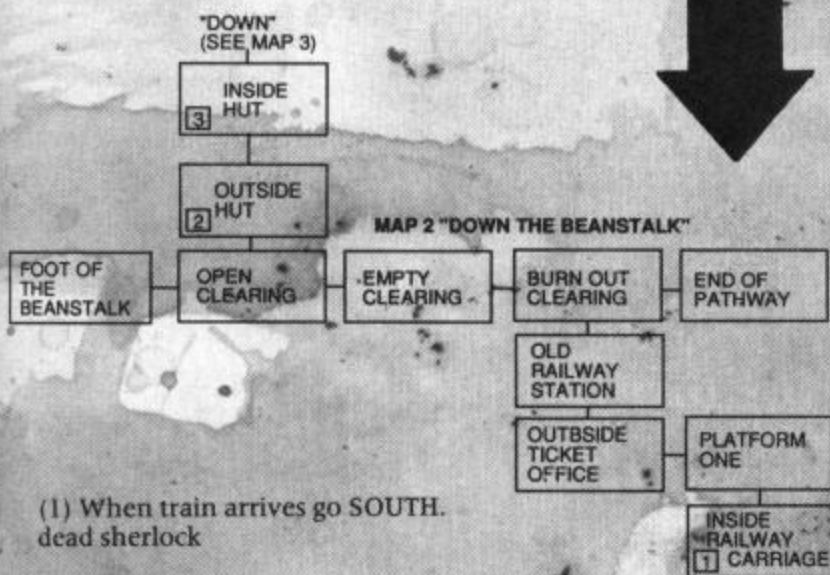 "DOWN"
(SEE MAP 3)
INSIDE
HUT
3
OUTSIDE
HUT
2
MAP 2 "DOWN THE BEANSTALK"
FOOT OF
THE
BEANSTALK
OPEN
CLEARING
EMPTY
CLEARING
BURN OUT
CLEARING
END OF
PATHWAY
OLD
RAILWAY
STATION
OUTBSIDE
TICKET
OFFICE
PLATFORM
ONE
(1) When train arrives go SOUTH.
dead sherlock
INSIDE
RAILWAY
1 CARRIAGE